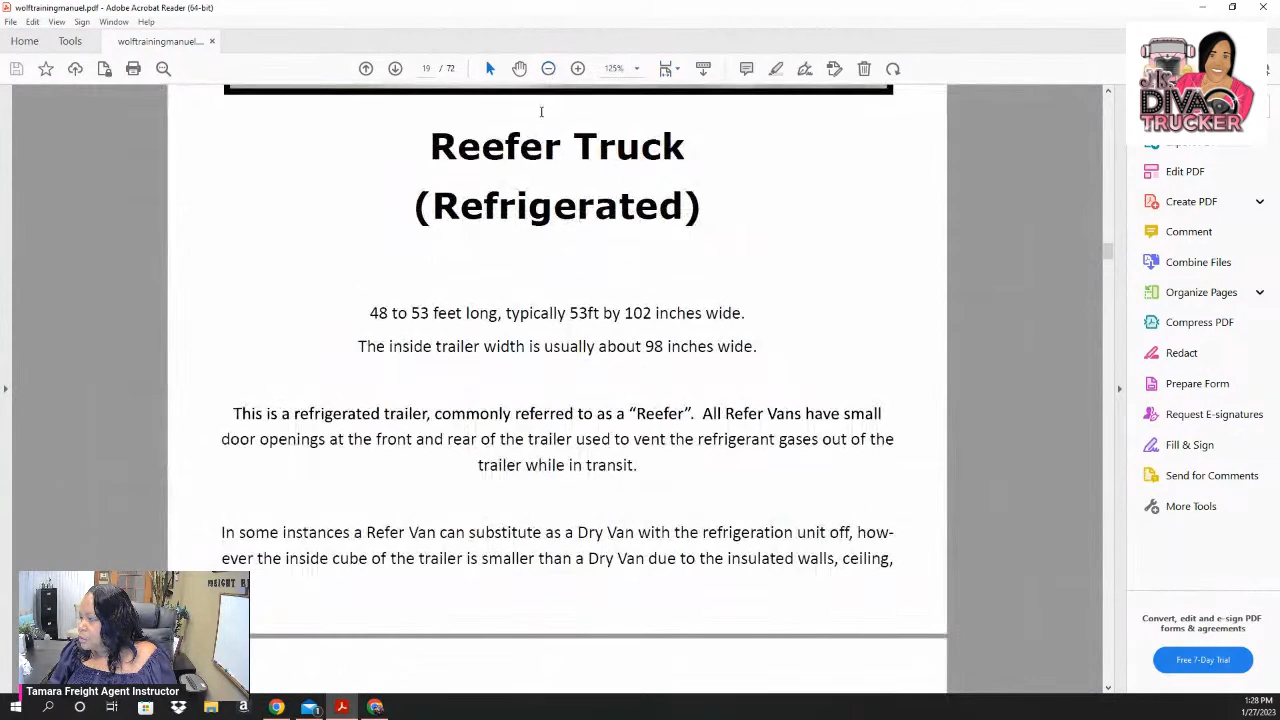 wolftrainingmanuel.pdf - Adobe Acrobat Reader (64-bit)
File Edit View Sign Window Help
Home Tools wolftrainingmanuel....
19 / 72 125%
Ms.
DIVA
TRUCKER
Reefer Truck
(Refrigerated)
48 to 53 feet long, typically 53ft by 102 inches wide.
The inside trailer width is usually about 98 inches wide.
This is a refrigerated trailer, commonly referred to as a “Reefer”. All Refer Vans have small
door openings at the front and rear of the trailer used to vent the refrigerant gases out of the
trailer while in transit.
In some instances a Refer Van can substitute as a Dry Van with the refrigeration unit off, how-
ever the inside cube of the trailer is smaller than a Dry Van due to the insulated walls, ceiling,
Edit PDF
Create PDF
Comment
Combine Files
Organize Pages
Compress PDF
Redact
Prepare Form
Request E-signatures
Fill & Sign
Send for Comments
More Tools
Convert, edit and e-sign PDF
forms & agreements
Free 7-Day Trial
Tamara Freight Agent Instructor
1:28 PM
1/27/2023